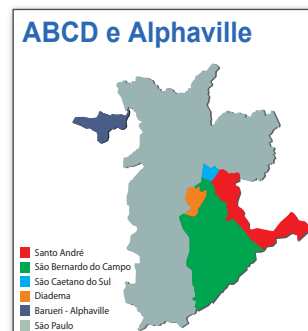 ABCD e Alphaville
Santo André
São Bernardo do Campo
São Caetano do Sul
Diadema
Barueri - Alphaville
São Paulo